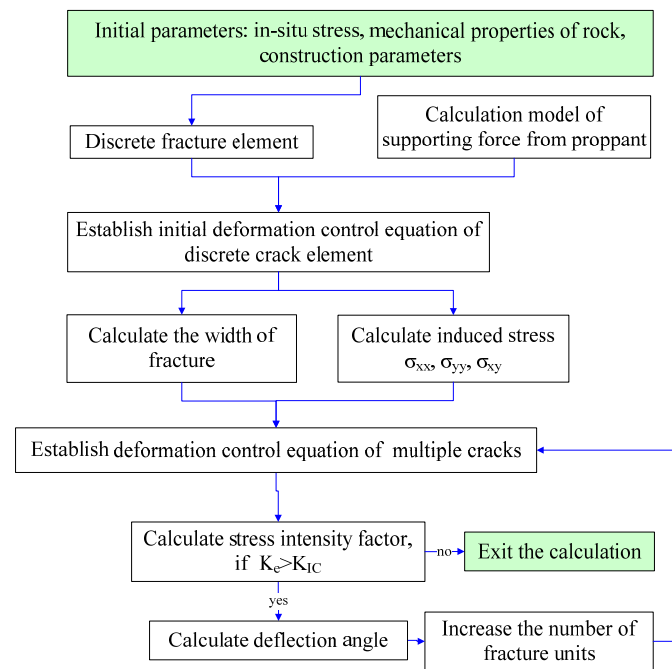 Initial parameters: in-situ stress, mechanical properties of rock,
construction parameters
Discrete fracture element
Calculation model of
supporting force from proppant
Establish initial deformation control equation of
discrete crack element
Calculate the width of
fracture
Calculate induced stress
σxx, σyy, σxy
Establish deformation control equation of multiple cracks
Calculate stress intensity factor,
if Ke>KIC
no
Exit the calculation
yes
Calculate deflection angle
Increase the number of
fracture units